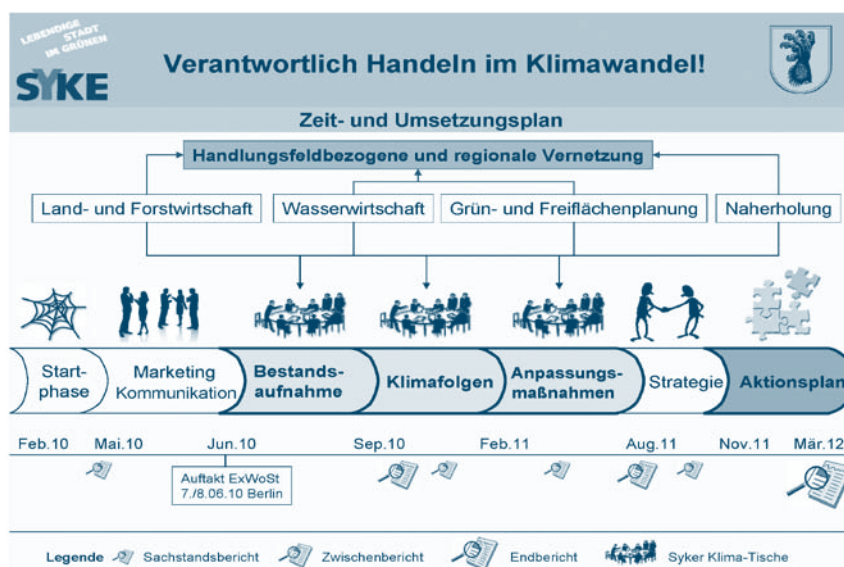 LEBENDIGE
STADT
IM GRÜNEN
SYKE
Verantwortlich Handeln im Klimawandel!
Zeit- und Umsetzungsplan
Handlungsfeldbezogene und regionale Vernetzung
Land- und Forstwirtschaft
Wasserwirtschaft
Grün- und Freiflächenplanung
Naherholung
Start-
phase
Marketing
Kommunikation
Bestands-
aufnahme
Klimafolgen
Anpassungs-
maßnahmen
Strategie
Aktionsplan
Feb.10 Mai.10 Jun.10 Sep.10 Feb.11 Aug.11 Nov.11 Mär.12
Auftakt ExWoSt
7./8.06.10 Berlin
Legende Sachstandsbericht Zwischenbericht Endbericht Syker Klima-Tische